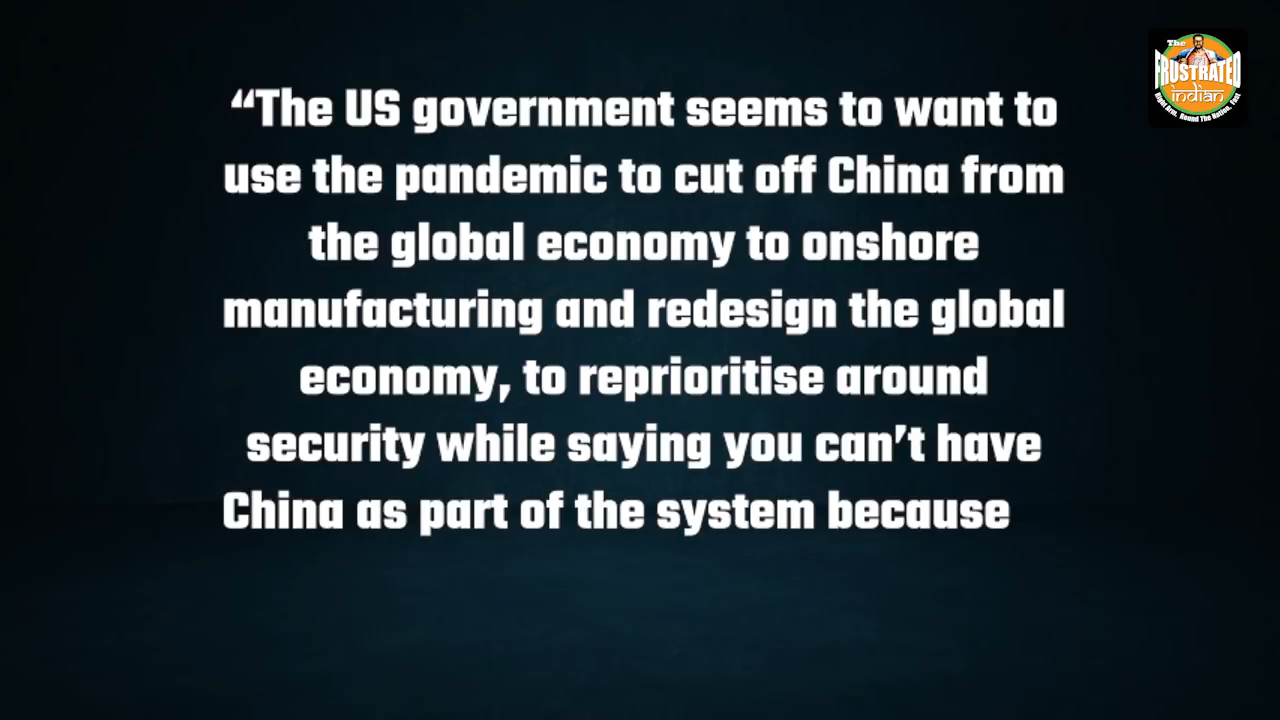 The
FRUSTRATED
indian
“The US government seems to want to
use the pandemic to cut off China from
the global economy to onshore
manufacturing and redesign the global
economy, to reprioritise around
security while saying you can’t have
China as part of the system because